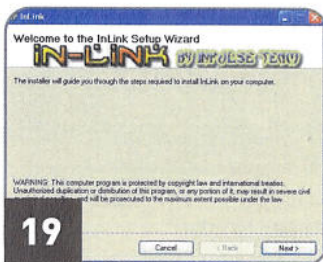 InLink
Welcome to the InLink Setup Wizard
iN-LiNK BY IMPULSE TEAM
The installer will guide you through the steps required to install InLink on your computer.
WARNING: This computer program is protected by copyright law and international treaties.
Unauthorized duplication or distribution of this program, or any portion of it, may result in severe civil
and will be prosecuted to the maximum extent possible under the law.
19
Cancel
< Back
Next >